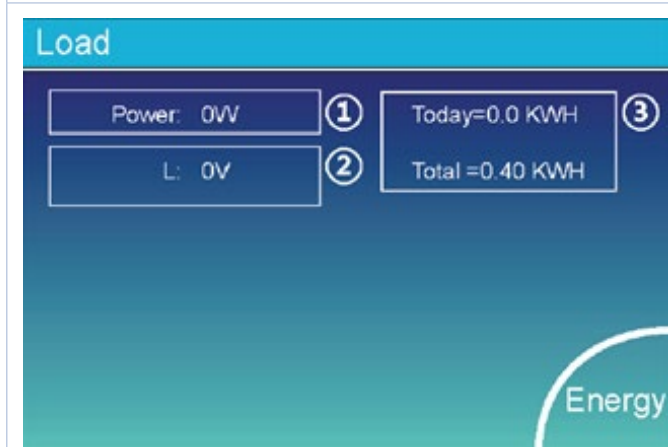 Load
Power: 0W ①
L: 0V ②
Today=0.0 KWH ③
Total =0.40 KWH
Energy